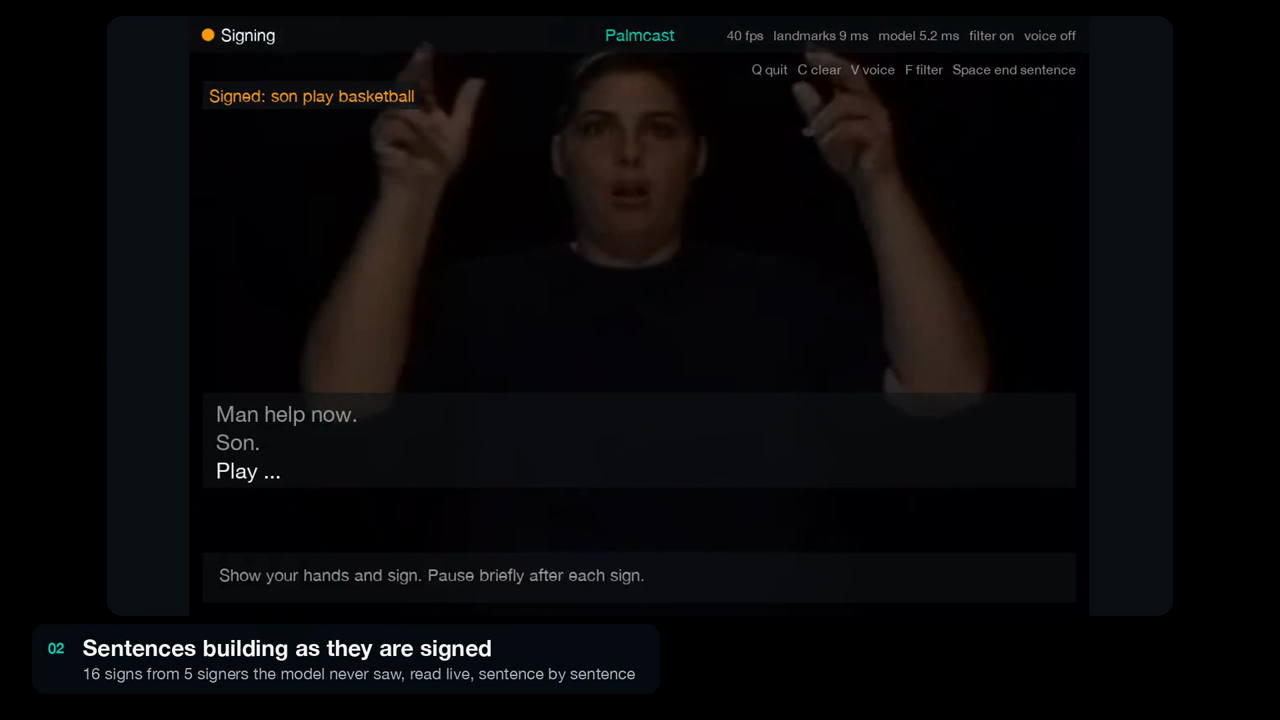 Signing
Palmcast
40 fps landmarks 9 ms model 5.2 ms filter on voice off
Q quit C clear V voice F filter Space end sentence
Signed: son play basketball
Man help now.
Son.
Play ...
Show your hands and sign. Pause briefly after each sign.
02 Sentences building as they are signed
16 signs from 5 signers the model never saw, read live, sentence by sentence